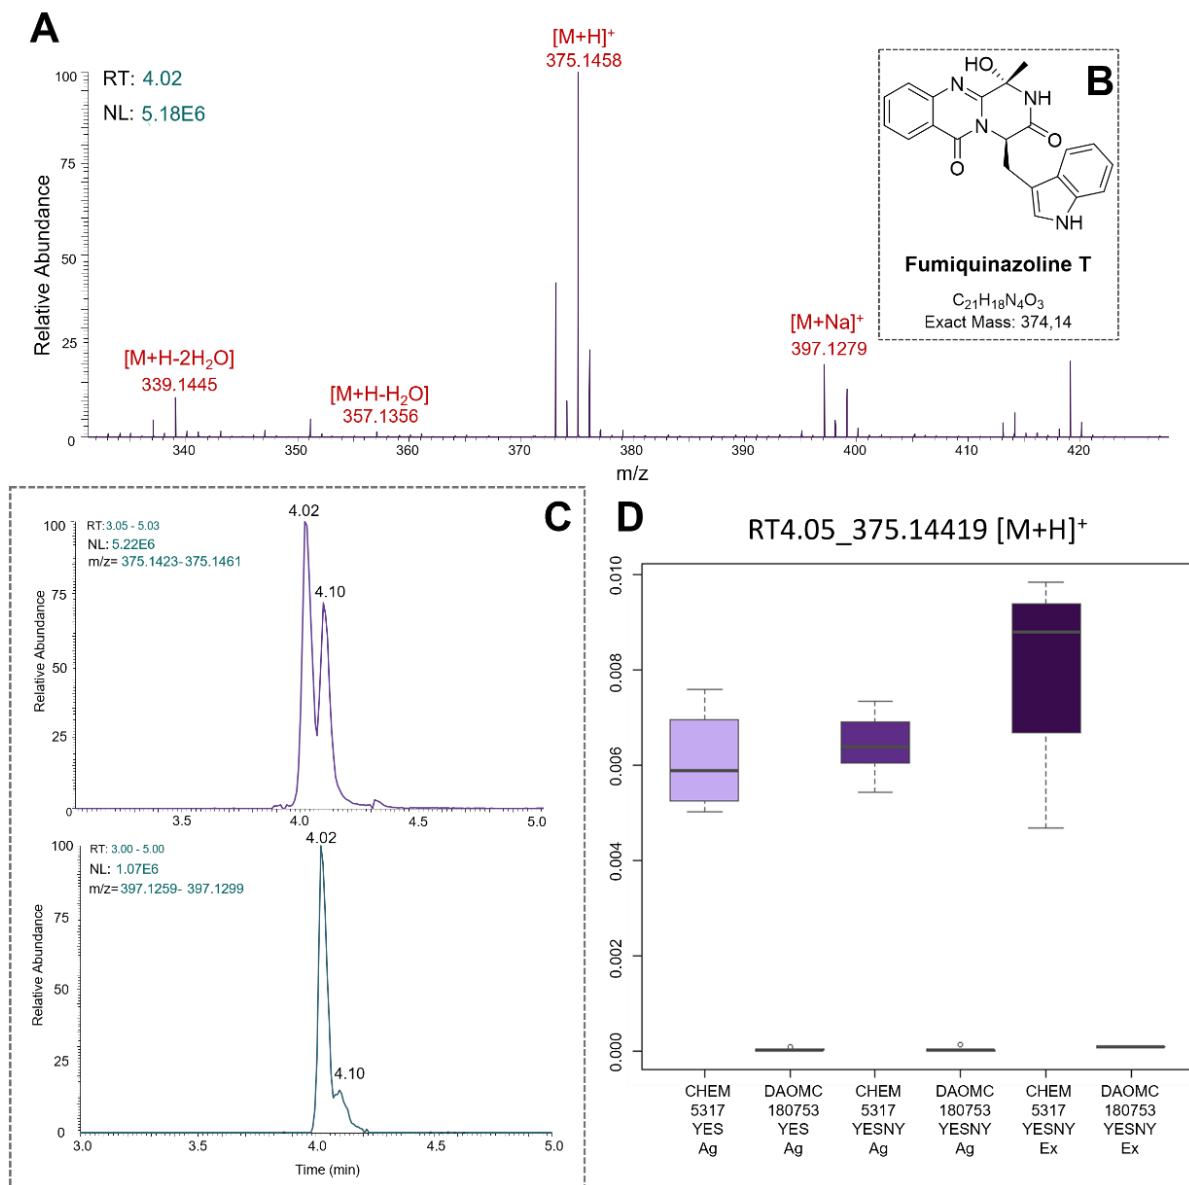 A
RT: 4.02
NL: 5.18E6
[M+H]+
375.1458
[M+H-2H2O]
339.1445
[M+H-H2O]
357.1356
[M+Na]+
397.1279
Relative Abundance
100
75
50
25
0
340
350
360
370
380
390
400
410
420
m/z
B
HO
N
NH
N
O
O
NH
Fumiquinazoline T
C21H18N4O3
Exact Mass: 374,14
C
RT: 3.05 - 5.03
NL: 5.22E6
m/z= 375.1423- 375.1461
4.02
4.10
Relative Abundance
100
75
50
25
0
3.5
4.0
4.5
5.0
RT: 3.00 - 5.00
NL: 1.07E6
m/z= 397.1259- 397.1299
4.02
4.10
Relative Abundance
100
75
50
25
0
3.0
3.5
4.0
4.5
5.0
Time (min)
D
RT4.05_375.14419 [M+H]+
0.010
0.008
0.006
0.004
0.002
0.000
CHEM
5317
YES
Ag
DAOMC
180753
YES
Ag
CHEM
5317
YESNY
Ag
DAOMC
180753
YESNY
Ag
CHEM
5317
YESNY
Ex
DAOMC
180753
YESNY
Ex